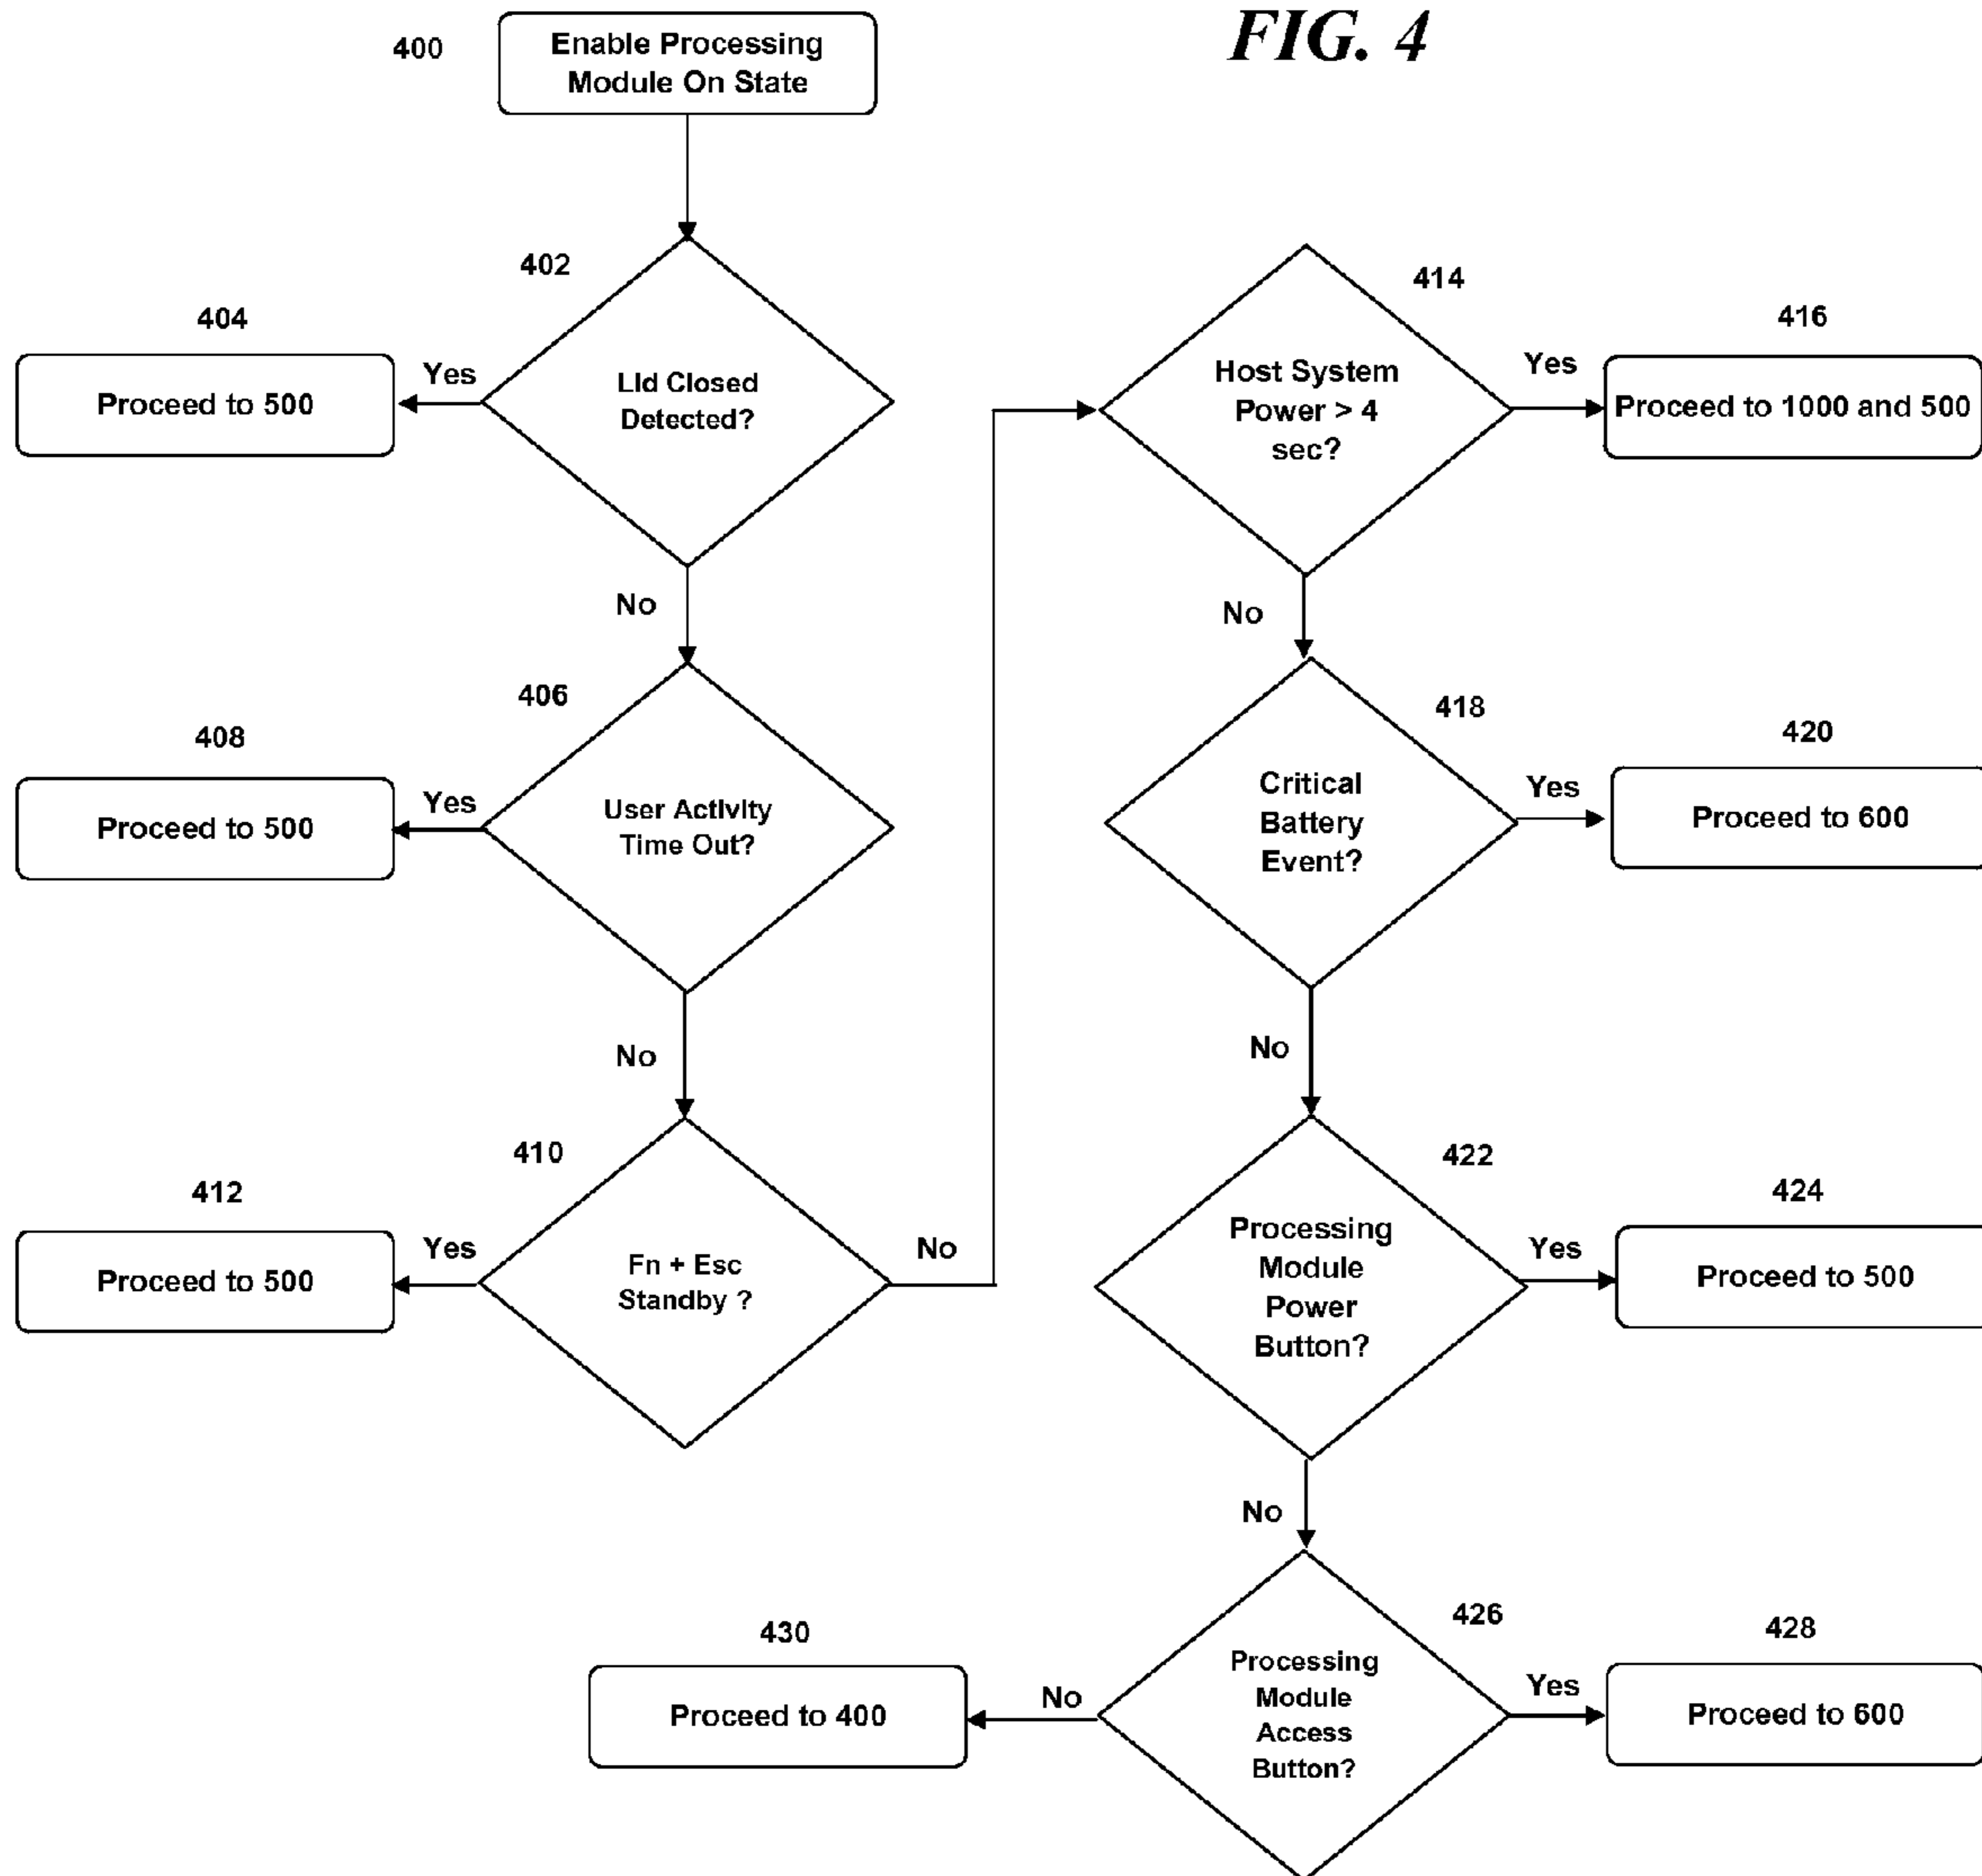 FIG. 4
400
Enable Processing
Module On State
402
Lid Closed
Detected?
Yes
404
Proceed to 500
No
406
User Activity
Time Out?
Yes
408
Proceed to 500
No
410
Fn + Esc
Standby ?
Yes
412
Proceed to 500
No
414
Host System
Power > 4
sec?
Yes
416
Proceed to 1000 and 500
No
418
Critical
Battery
Event?
Yes
420
Proceed to 600
No
422
Processing
Module
Power
Button?
Yes
424
Proceed to 500
No
426
Processing
Module
Access
Button?
Yes
428
Proceed to 600
No
430
Proceed to 400